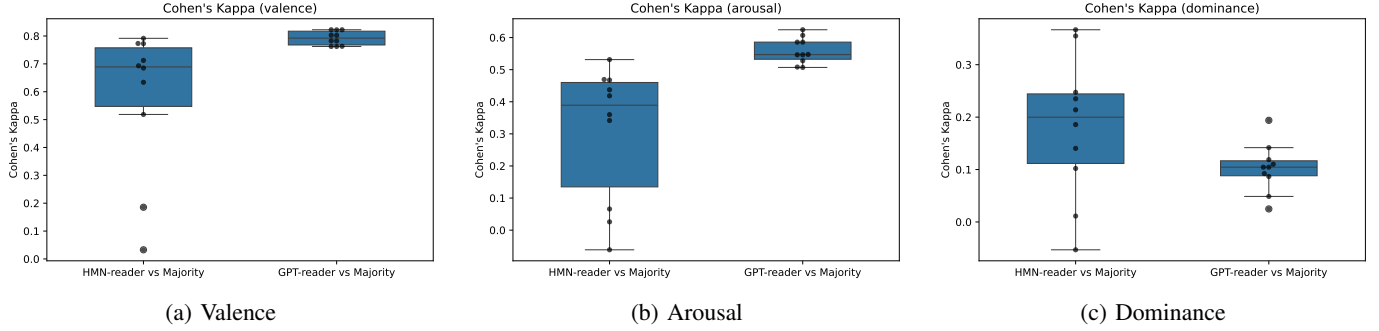 Cohen's Kappa (valence)
Cohen's Kappa
0.8
0.7
0.6
0.5
0.4
0.3
0.2
0.1
0.0
HMN-reader vs Majority GPT-reader vs Majority
(a) Valence
Cohen's Kappa (arousal)
Cohen's Kappa
0.6
0.5
0.4
0.3
0.2
0.1
0.0
HMN-reader vs Majority GPT-reader vs Majority
(b) Arousal
Cohen's Kappa (dominance)
Cohen's Kappa
0.3
0.2
0.1
0.0
HMN-reader vs Majority GPT-reader vs Majority
(c) Dominance